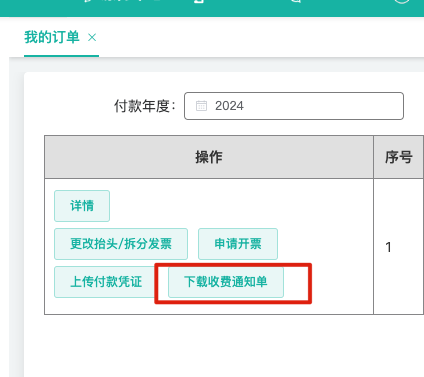 我的订单 ×
付款年度： 2024
操作 序号
详情
更改抬头/拆分发票 申请开票
1
上传付款凭证 下载收费通知单